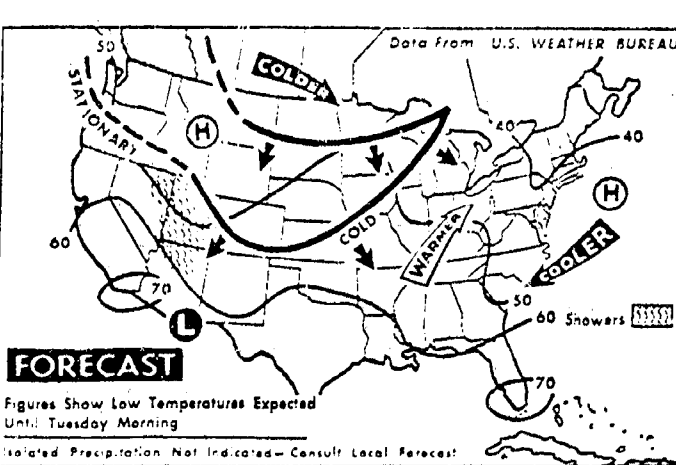 Data From U.S. WEATHER BUREAU
50
COLDER
STATIONARY
H
40
40
H
COLD
WARMER
COOLER
60
70
L
50
60
Showers
70
FORECAST
Figures Show Low Temperatures Expected
Until Tuesday Morning
Isolated Precipitation Not Indicated—Consult Local Forecast